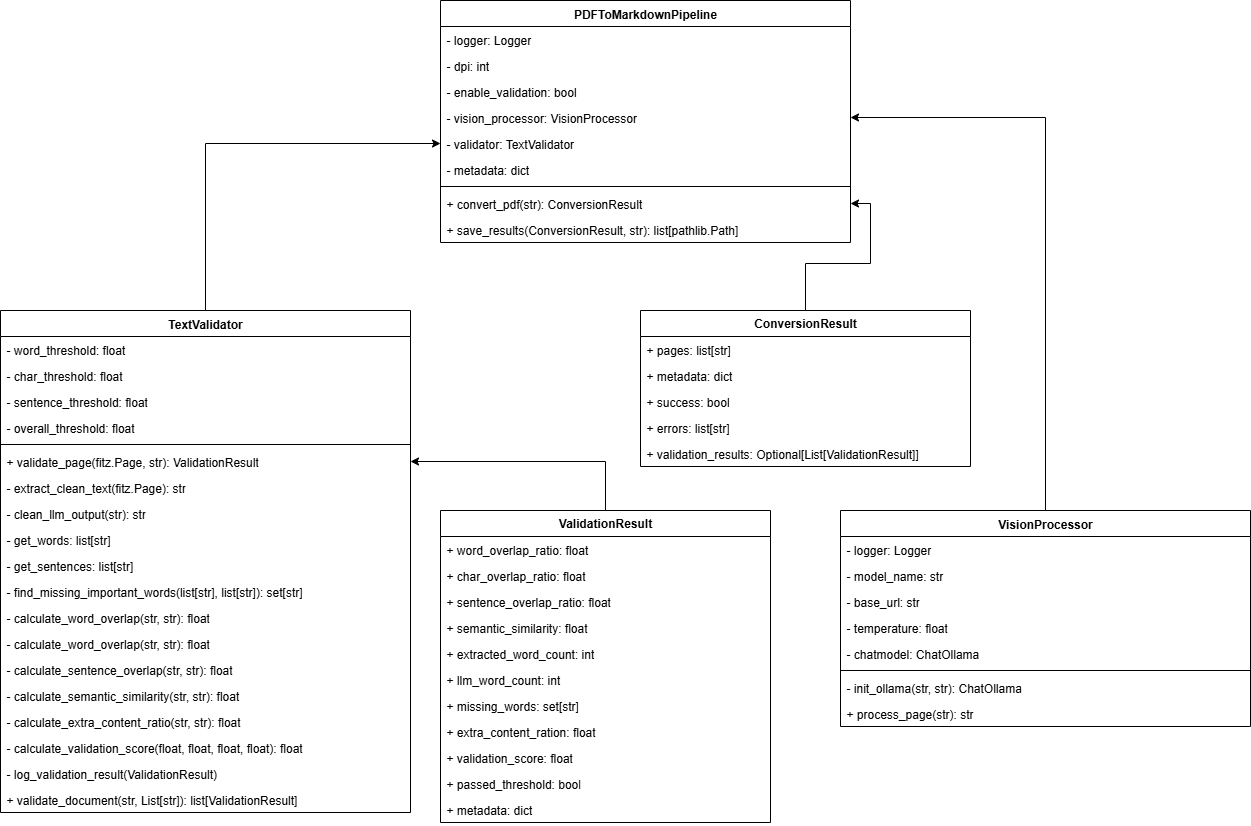 PDFToMarkdownPipeline
- logger: Logger
- dpi: int
- enable_validation: bool
- vision_processor: VisionProcessor
- validator: TextValidator
- metadata: dict
+ convert_pdf(str): ConversionResult
+ save_results(ConversionResult, str): list[pathlib.Path]
TextValidator
- word_threshold: float
- char_threshold: float
- sentence_threshold: float
- overall_threshold: float
+ validate_page(fitz.Page, str): ValidationResult
- extract_clean_text(fitz.Page): str
- clean_llm_output(str): str
- get_words: list[str]
- get_sentences: list[str]
- find_missing_important_words(list[str], list[str]): set[str]
- calculate_word_overlap(str, str): float
- calculate_word_overlap(str, str): float
- calculate_sentence_overlap(str, str): float
- calculate_semantic_similarity(str, str): float
- calculate_extra_content_ratio(str, str): float
- calculate_validation_score(float, float, float, float): float
- log_validation_result(ValidationResult)
+ validate_document(str, List[str]): list[ValidationResult]
ConversionResult
+ pages: list[str]
+ metadata: dict
+ success: bool
+ errors: list[str]
+ validation_results: Optional[List[ValidationResult]]
ValidationResult
+ word_overlap_ratio: float
+ char_overlap_ratio: float
+ sentence_overlap_ratio: float
+ semantic_similarity: float
+ extracted_word_count: int
+ llm_word_count: int
+ missing_words: set[str]
+ extra_content_ration: float
+ validation_score: float
+ passed_threshold: bool
+ metadata: dict
VisionProcessor
- logger: Logger
- model_name: str
- base_url: str
- temperature: float
- chatmodel: ChatOllama
- init_ollama(str, str): ChatOllama
+ process_page(str): str